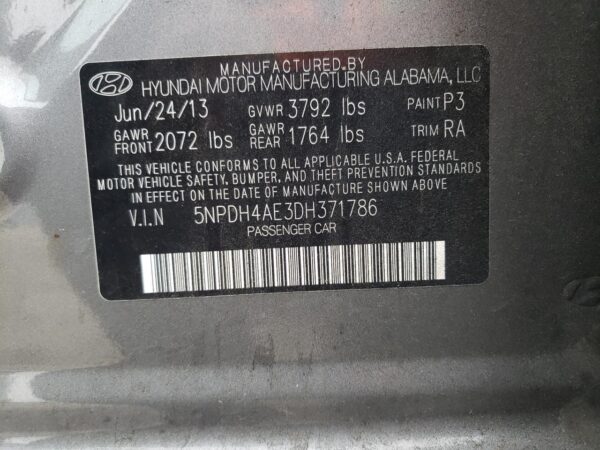 MANUFACTURED BY
HYUNDAI MOTOR MANUFACTURING ALABAMA, LLC
Jun/24/13 GVWR 3792 lbs PAINT P3
GAWR FRONT 2072 lbs GAWR REAR 1764 lbs TRIM RA
THIS VEHICLE CONFORMS TO ALL APPLICABLE U.S.A. FEDERAL
MOTOR VEHICLE SAFETY, BUMPER, AND THEFT PREVENTION STANDARDS
IN EFFECT ON THE DATE OF MANUFACTURE SHOWN ABOVE
V.I.N 5NPDH4AE3DH371786
PASSENGER CAR